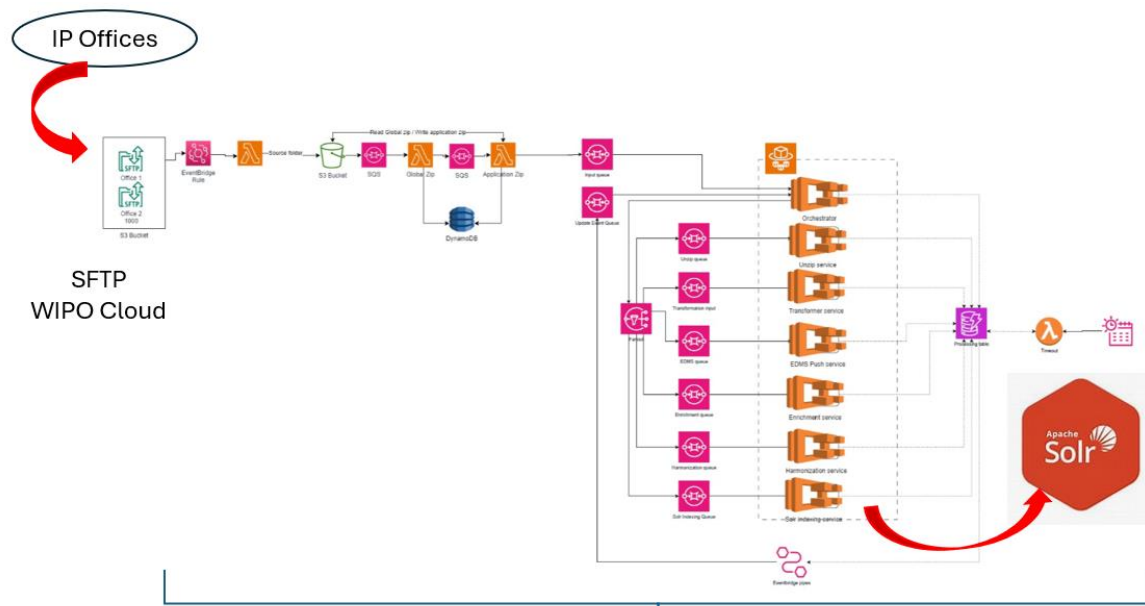 IP Offices
SFTP
Office 1
SFTP
Office 2
1800
S3 Bucket
EventBridge
Rule
Source folder
Read Global zip / Write application zip
S3 Bucket
SQS
Global Zip
SQS
Application Zip
DynamoDB
SFTP
WIPO Cloud
Input queue
Update Event Queue
Orchestrator
Unzip queue
Unzip service
Transformation input
Transformer service
Fanout
EDMS queue
EDMS Push service
Processing table
Timeout
Enrichment queue
Enrichment service
Harmonization queue
Harmonization service
Solr Indexing Queue
Solr indexing service
Apache
Solr
Eventbridge pipes